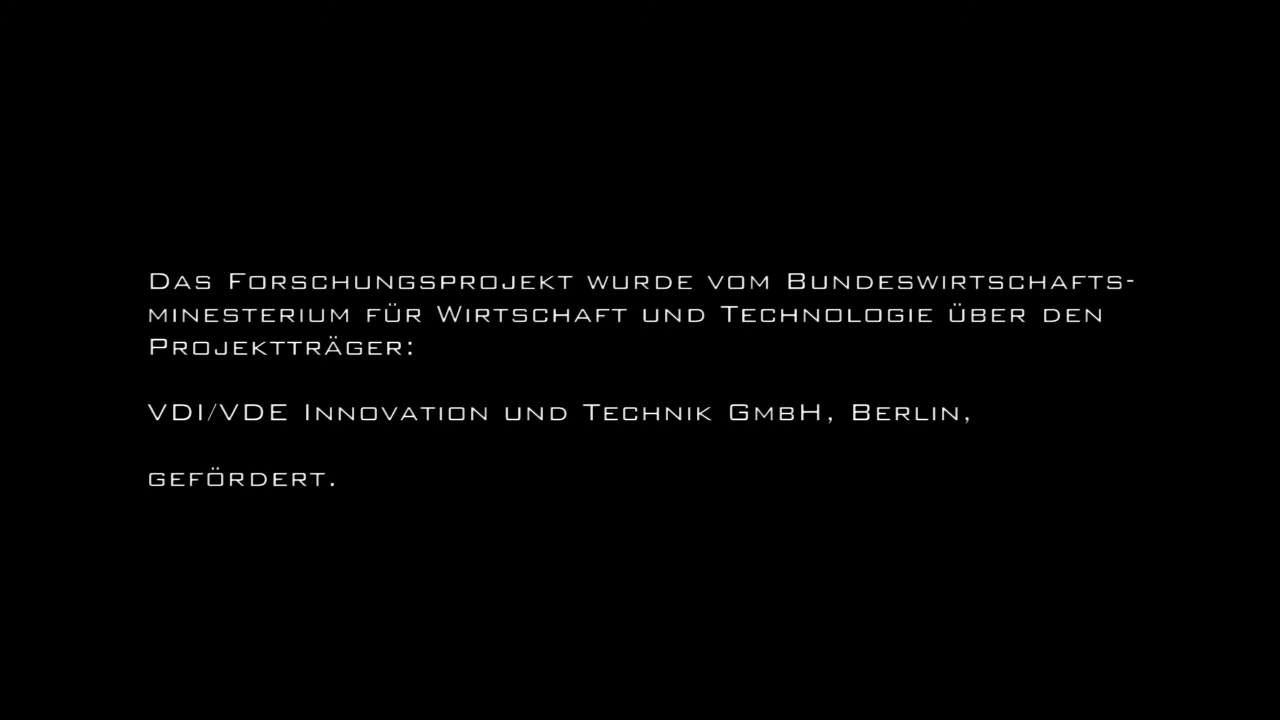 Das Forschungsprojekt wurde vom Bundeswirtschafts-
minesterium für Wirtschaft und Technologie über den
Projektträger:
VDI/VDE Innovation und Technik GmbH, Berlin,
gefördert.